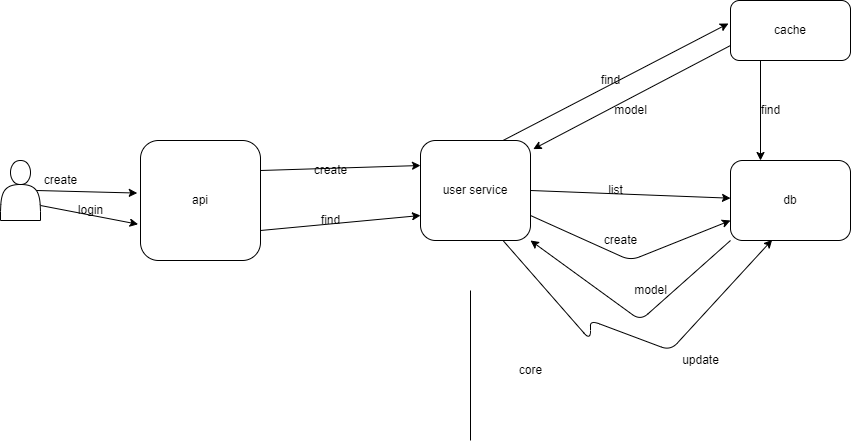 cache
find
model
find
create
login
api
create
find
user service
list
create
db
model
update
core